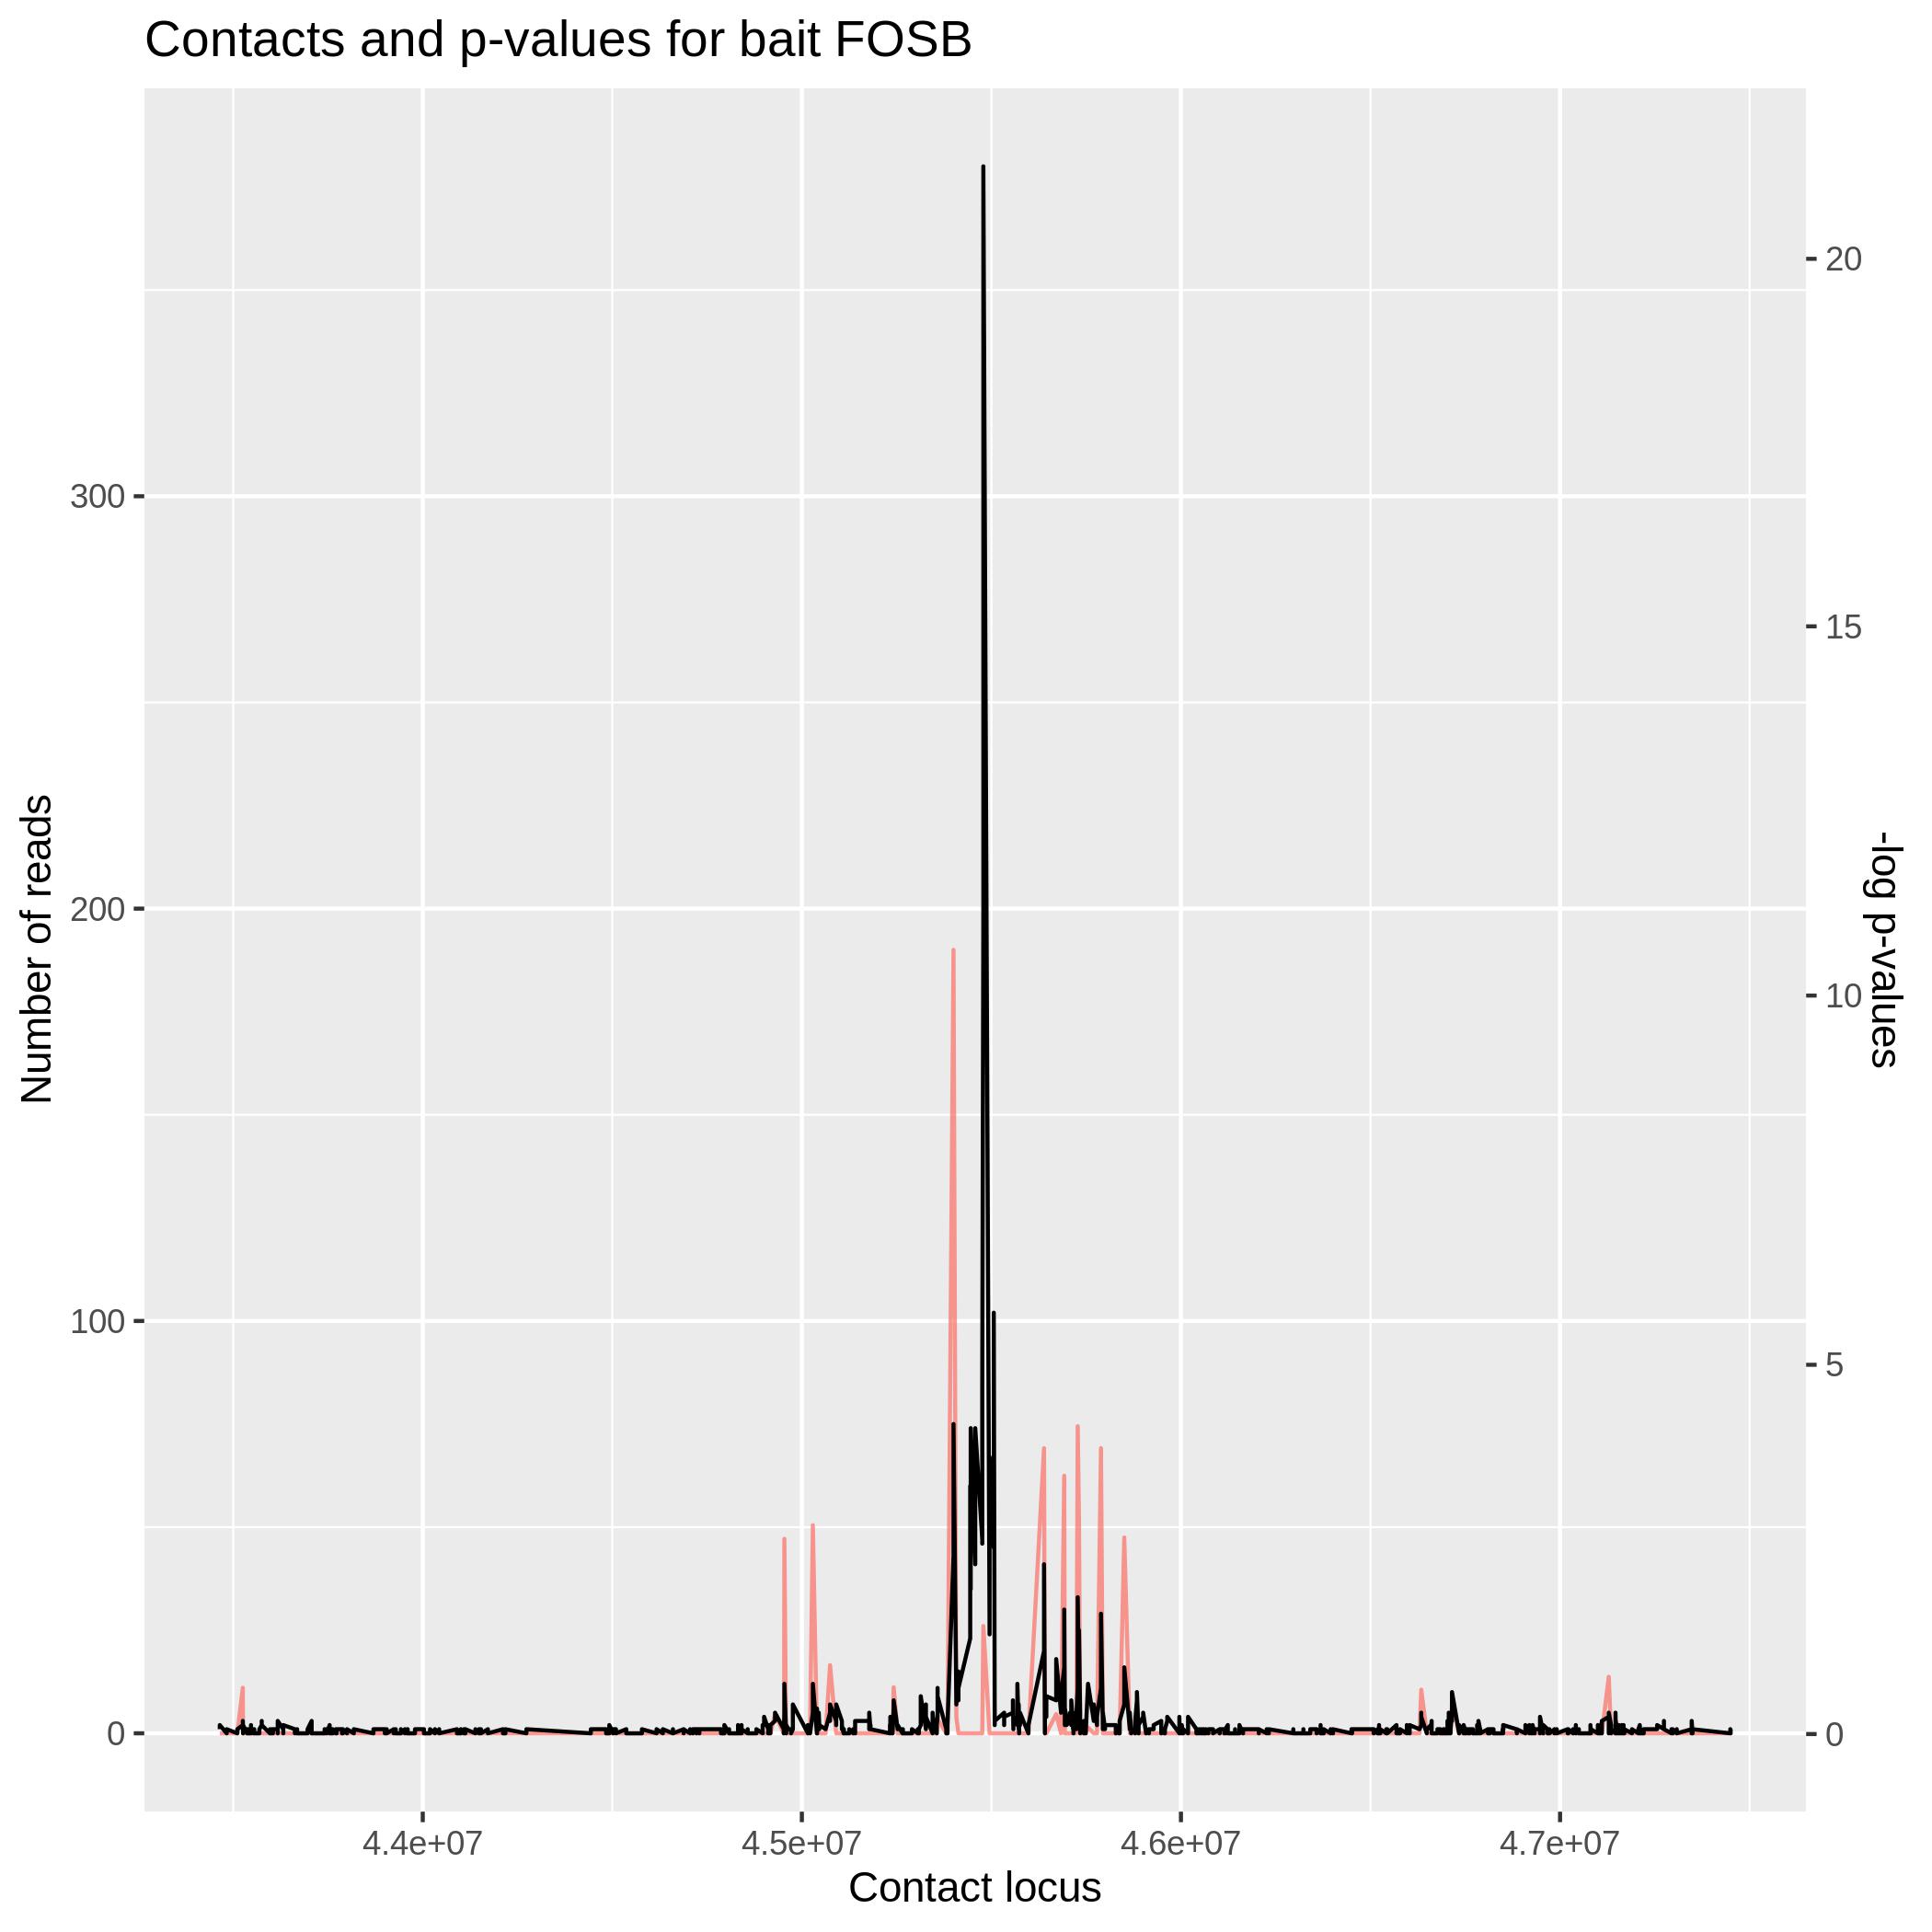 Contacts and p-values for bait FOSB
Number of reads
300
200
100
0
20
15
10
5
0
-log p-values
4.4e+07
4.5e+07
4.6e+07
4.7e+07
Contact locus